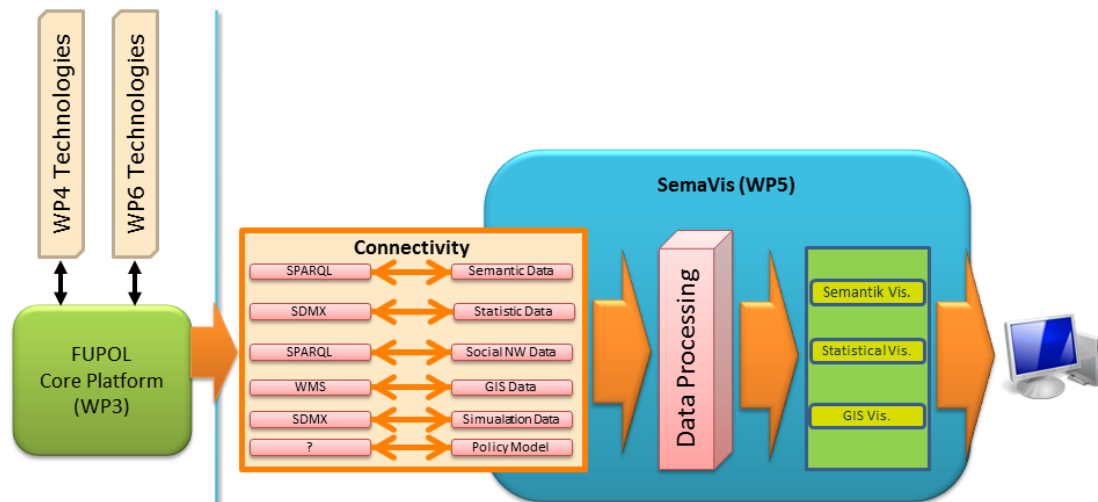 WP4 Technologies
WP6 Technologies
FUPOL
Core Platform
(WP3)
SemaVis (WP5)
Connectivity
SPARQL
Semantic Data
SDMX
Statistic Data
SPARQL
Social NW Data
WMS
GIS Data
SDMX
Simualation Data
?
Policy Model
Data Processing
Semantik Vis.
Statistical Vis.
GIS Vis.